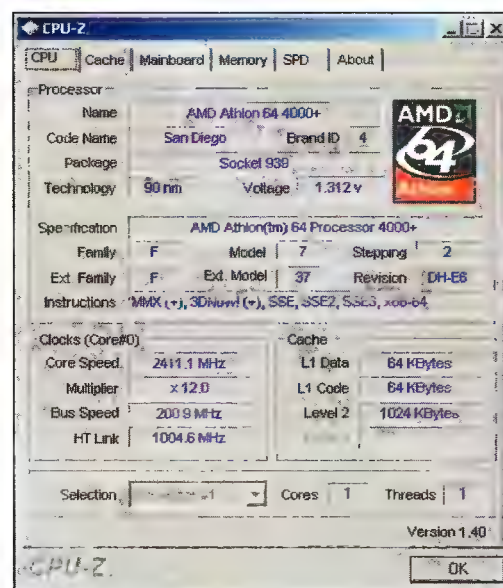 CPU-Z
CPU Cache Mainboard Memory SPD About
Processor
Name AMD Athlon 64 4000+
Code Name San Diego Brand ID 4
Package Socket 939
Technology 90 nm Voltage 1.312 v
AMD
64
Athlon
Specification AMD Athlon(tm) 64 Processor 4000+
Family F Model 7 Stepping 2
Ext. Family F Ext. Model 37 Revision DH-E6
Instructions MMX (+), 3DNow! (+), SSE, SSE2, SSE3, x86-64
Clocks (Core#0)
Core Speed 2411.1 MHz
Multiplier x 12.0
Bus Speed 200.9 MHz
HT Link 1004.6 MHz
Cache
L1 Data 64 KBytes
L1 Code 64 KBytes
Level 2 1024 KBytes
Selection #1 Cores 1 Threads 1
Version 1.40
CPU-Z
OK